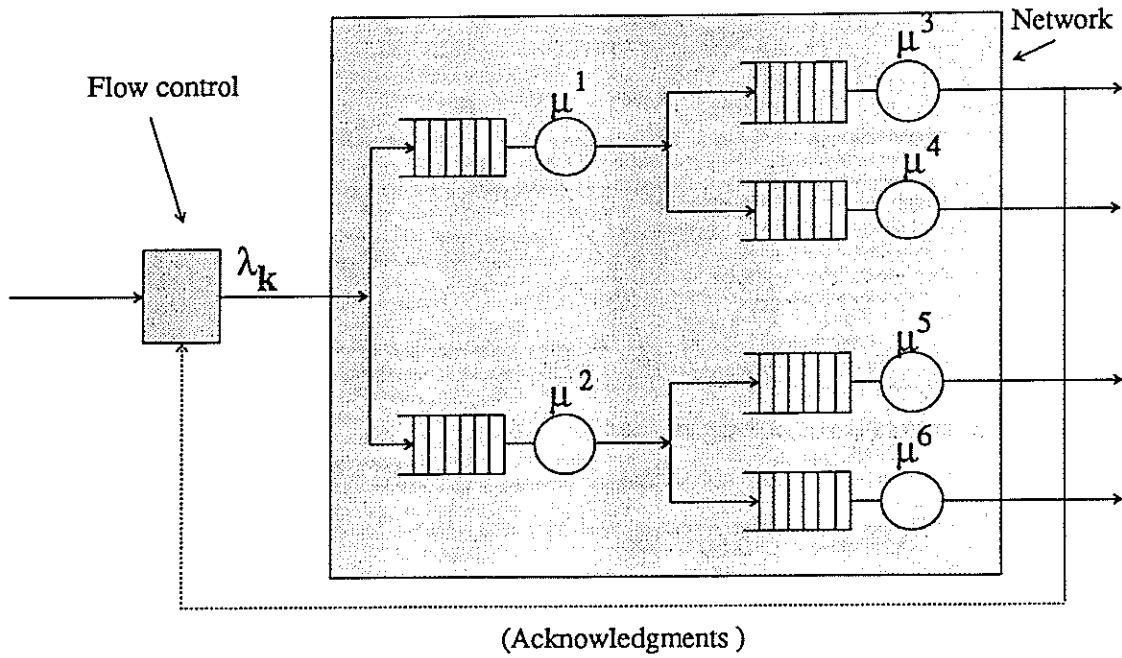 Network
Flow control
μ¹
μ³
μ⁴
λₖ
μ²
μ⁵
μ⁶
(Acknowledgments )